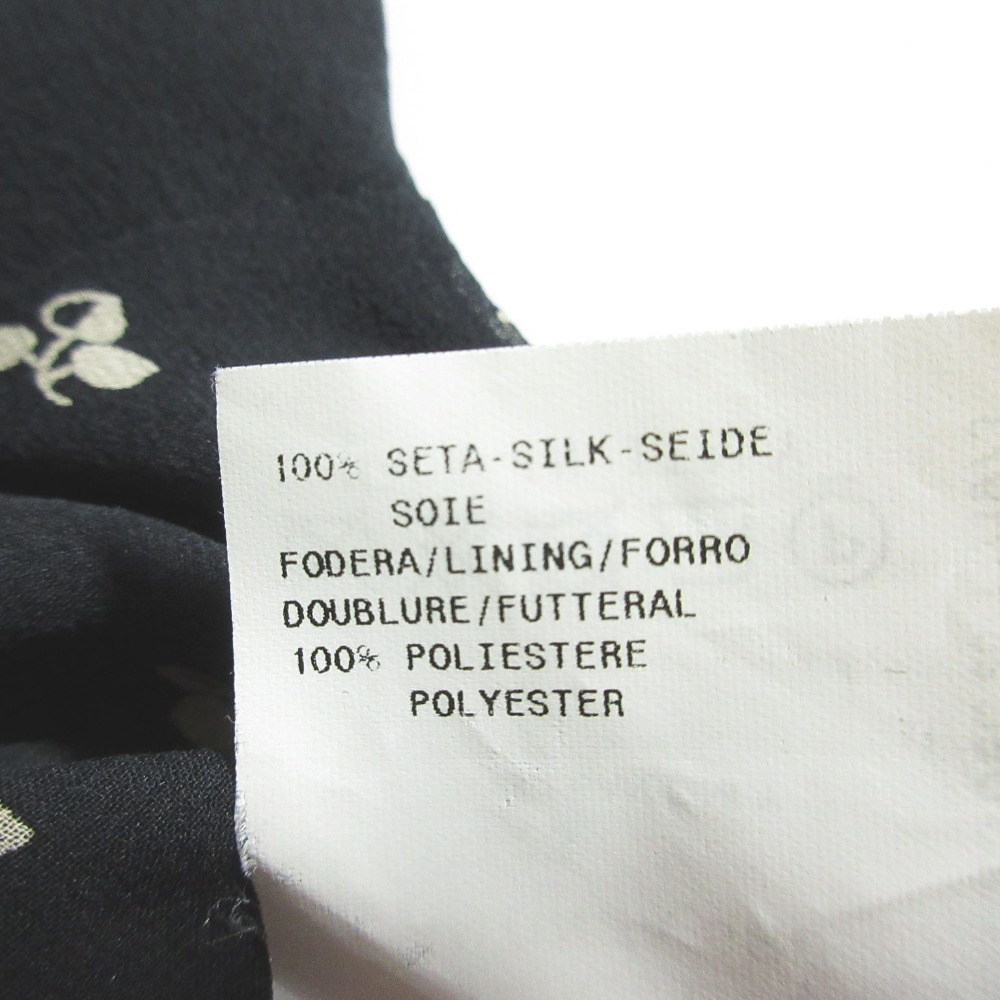 100% SETA-SILK-SEIDE
SOIE
FODERA/LINING/FORRO
DOUBLURE/FUTTERAL
100% POLIESTERE
POLYESTER